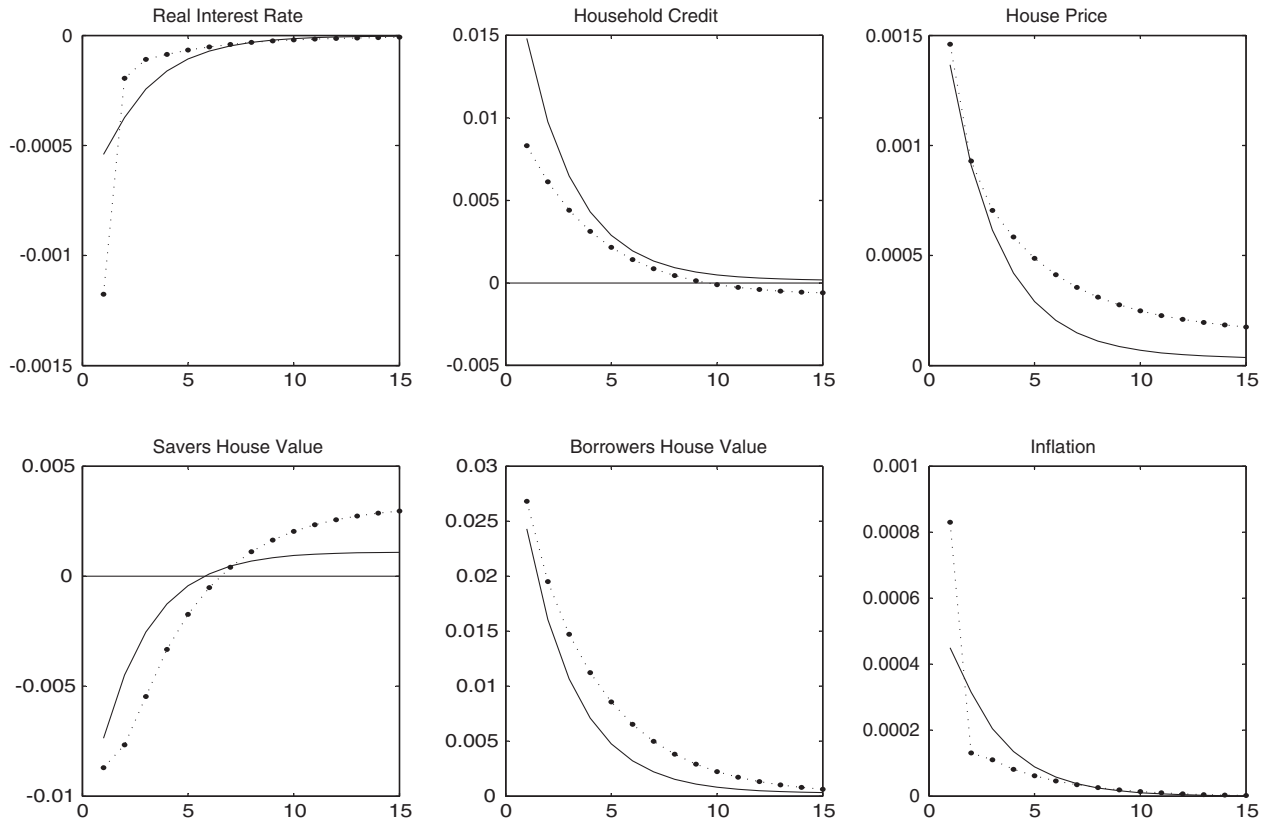 Real Interest Rate
0
-0.0005
-0.001
-0.0015
0 5 10 15
Household Credit
0.015
0.01
0.005
0
-0.005
0 5 10 15
House Price
0.0015
0.001
0.0005
0
0 5 10 15
Savers House Value
0.005
0
-0.005
-0.01
0 5 10 15
Borrowers House Value
0.03
0.025
0.02
0.015
0.01
0.005
0
0 5 10 15
Inflation
0.001
0.0008
0.0006
0.0004
0.0002
0
0 5 10 15